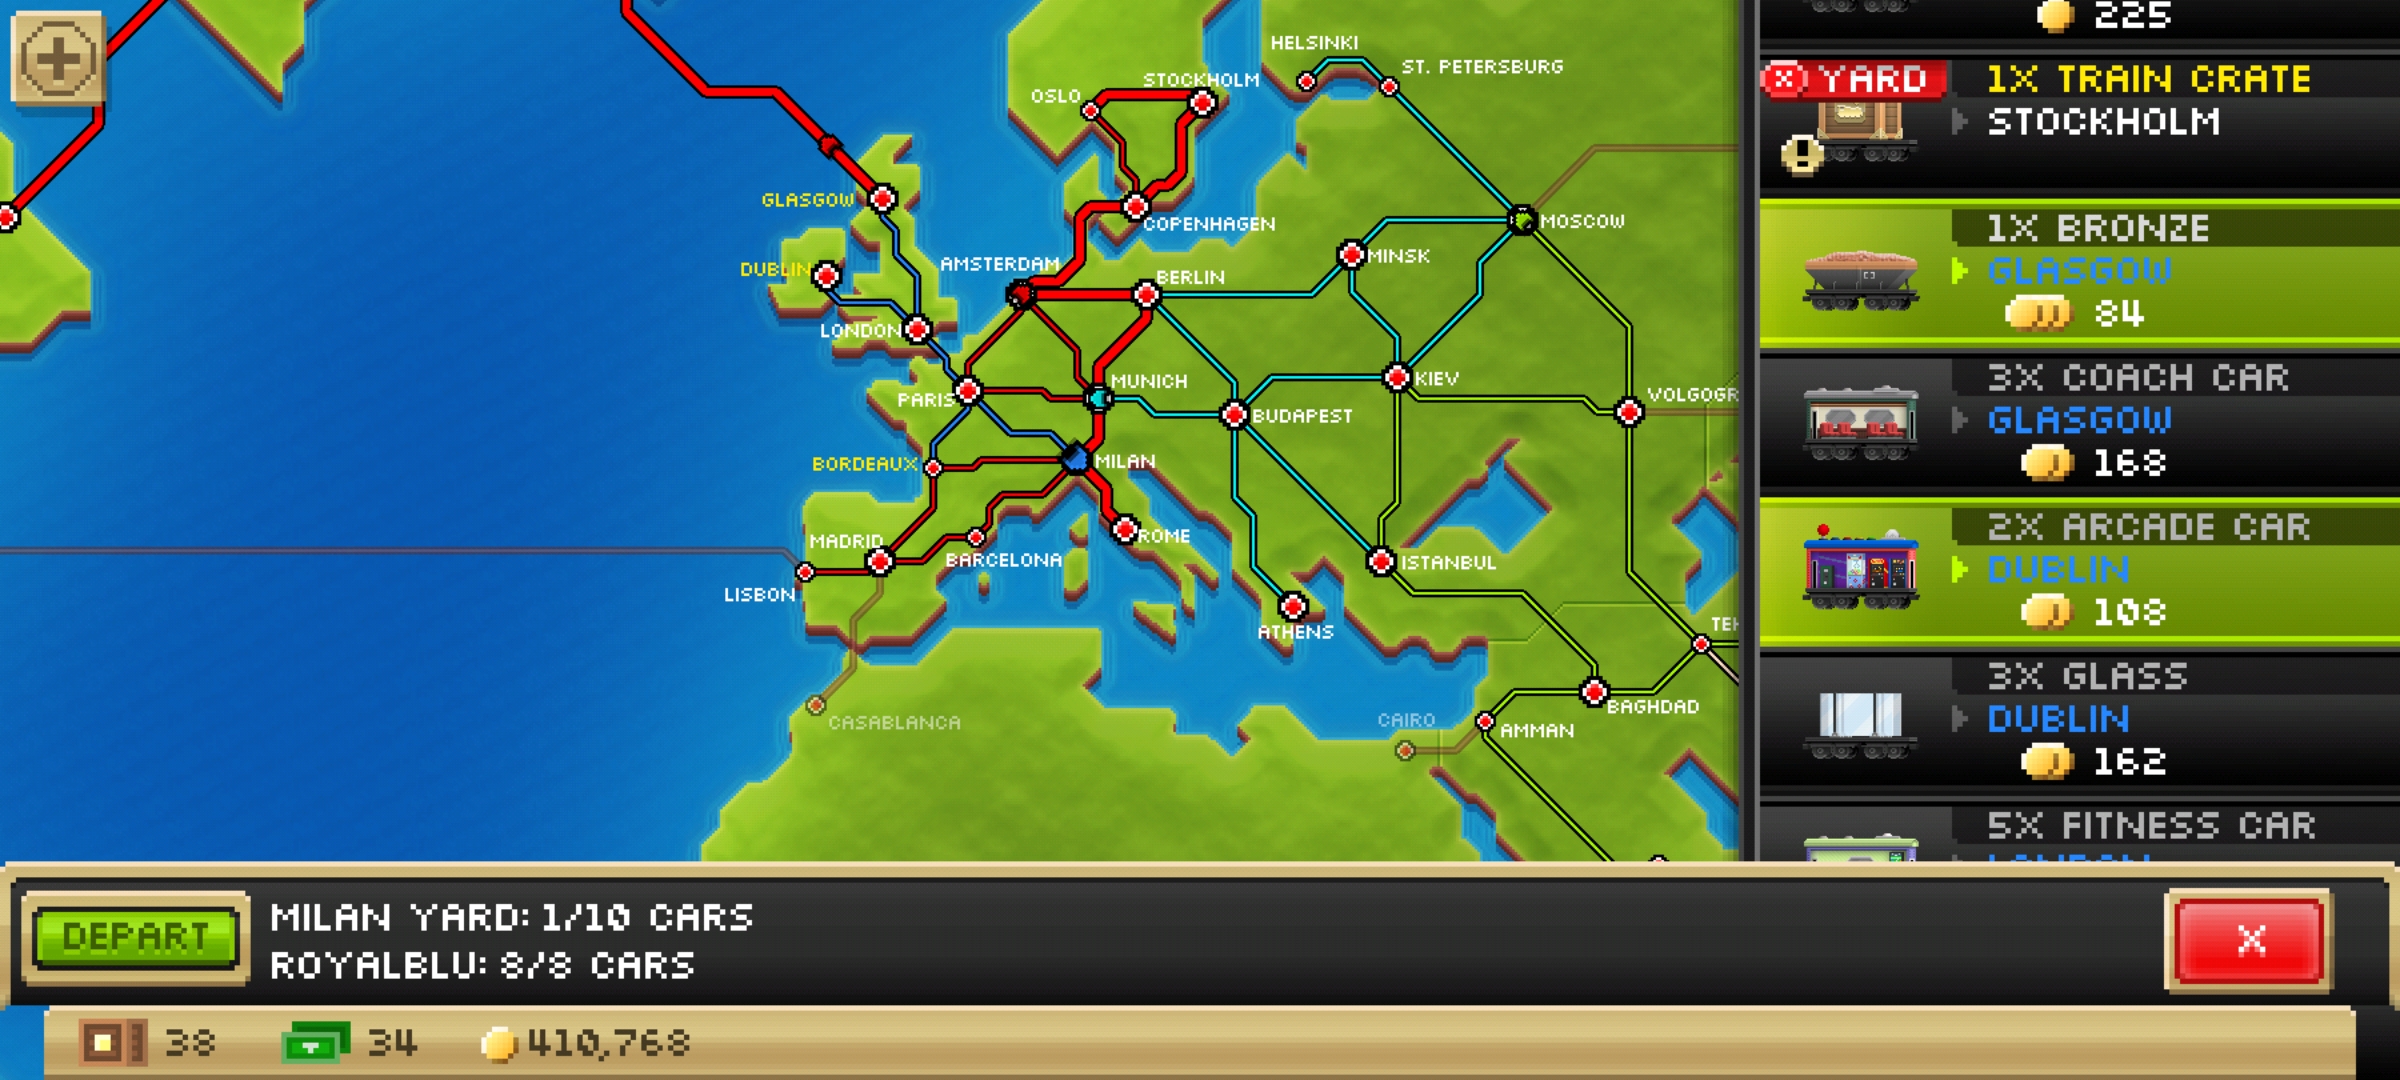 HELSINKI
ST. PETERSBURG
STOCKHOLM
OSLO
GLASGOW
COPENHAGEN
MOSCOW
AMSTERDAM
DUBLIN
BERLIN
MINSK
LONDON
MUNICH
KIEV
PARIS
VOLGOGR
BUDAPEST
BORDEAUX
MILAN
MADRID
ROME
BARCELONA
ISTANBUL
LISBON
ATHENS
TEH
CASABLANCA
CAIRO
BAGHDAD
AMMAN
225
X YARD
1X TRAIN CRATE
STOCKHOLM
!
1X BRONZE
GLASGOW
84
3X COACH CAR
GLASGOW
168
2X ARCADE CAR
DUBLIN
108
3X GLASS
DUBLIN
162
5X FITNESS CAR
LONDON
DEPART
MILAN YARD: 1/10 CARS
ROYALBLU: 8/8 CARS
X
38
34
410,768